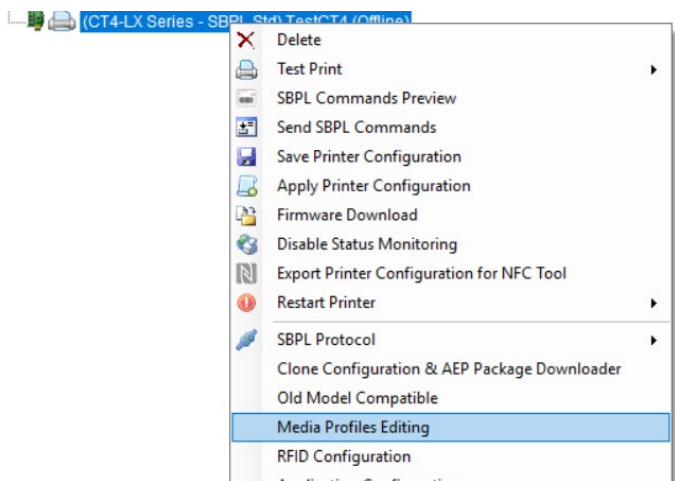 (CT4-LX Series - SBPL Std) TestCT4 (Offline)
Delete
Test Print
SBPL Commands Preview
Send SBPL Commands
Save Printer Configuration
Apply Printer Configuration
Firmware Download
Disable Status Monitoring
Export Printer Configuration for NFC Tool
Restart Printer
SBPL Protocol
Clone Configuration & AEP Package Downloader
Old Model Compatible
Media Profiles Editing
RFID Configuration